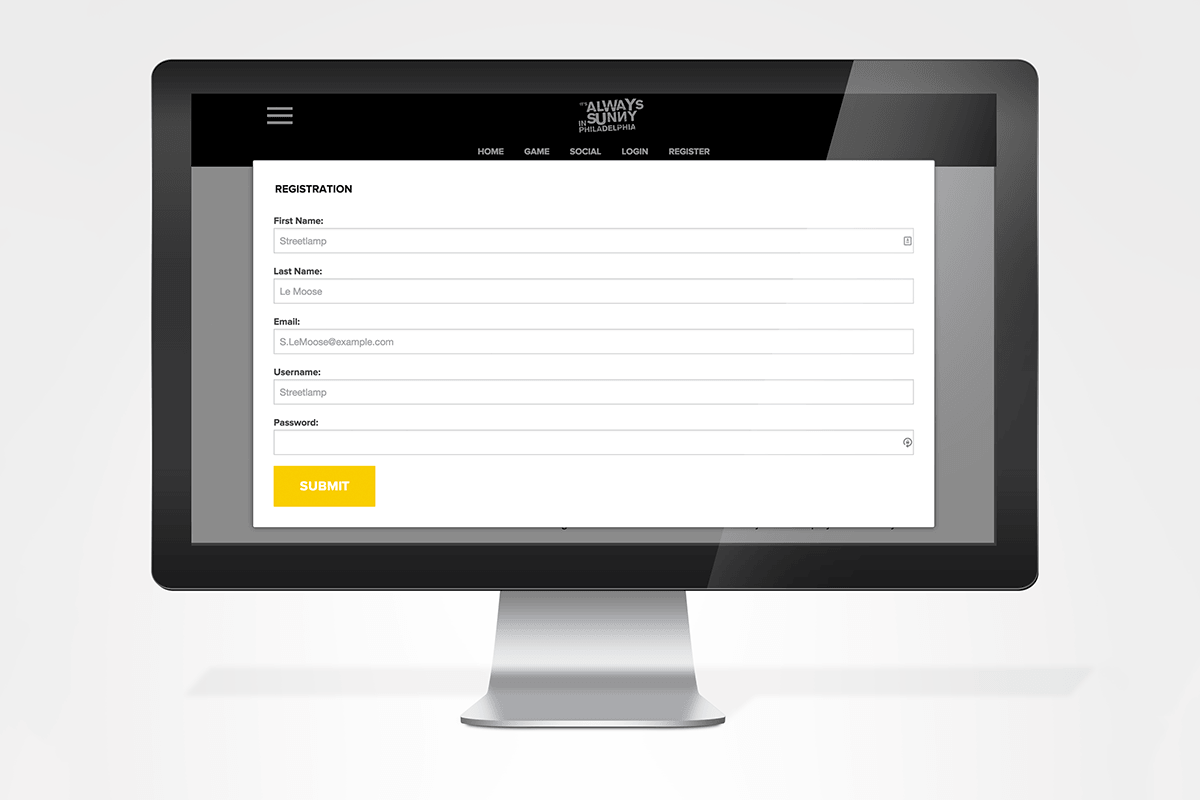 IT'S ALWAYS
SUNNY
IN
PHILADELPHIA
HOME GAME SOCIAL LOGIN REGISTER
REGISTRATION
First Name:
Streetlamp
Last Name:
Le Moose
Email:
S.LeMoose@example.com
Username:
Streetlamp
Password:
SUBMIT